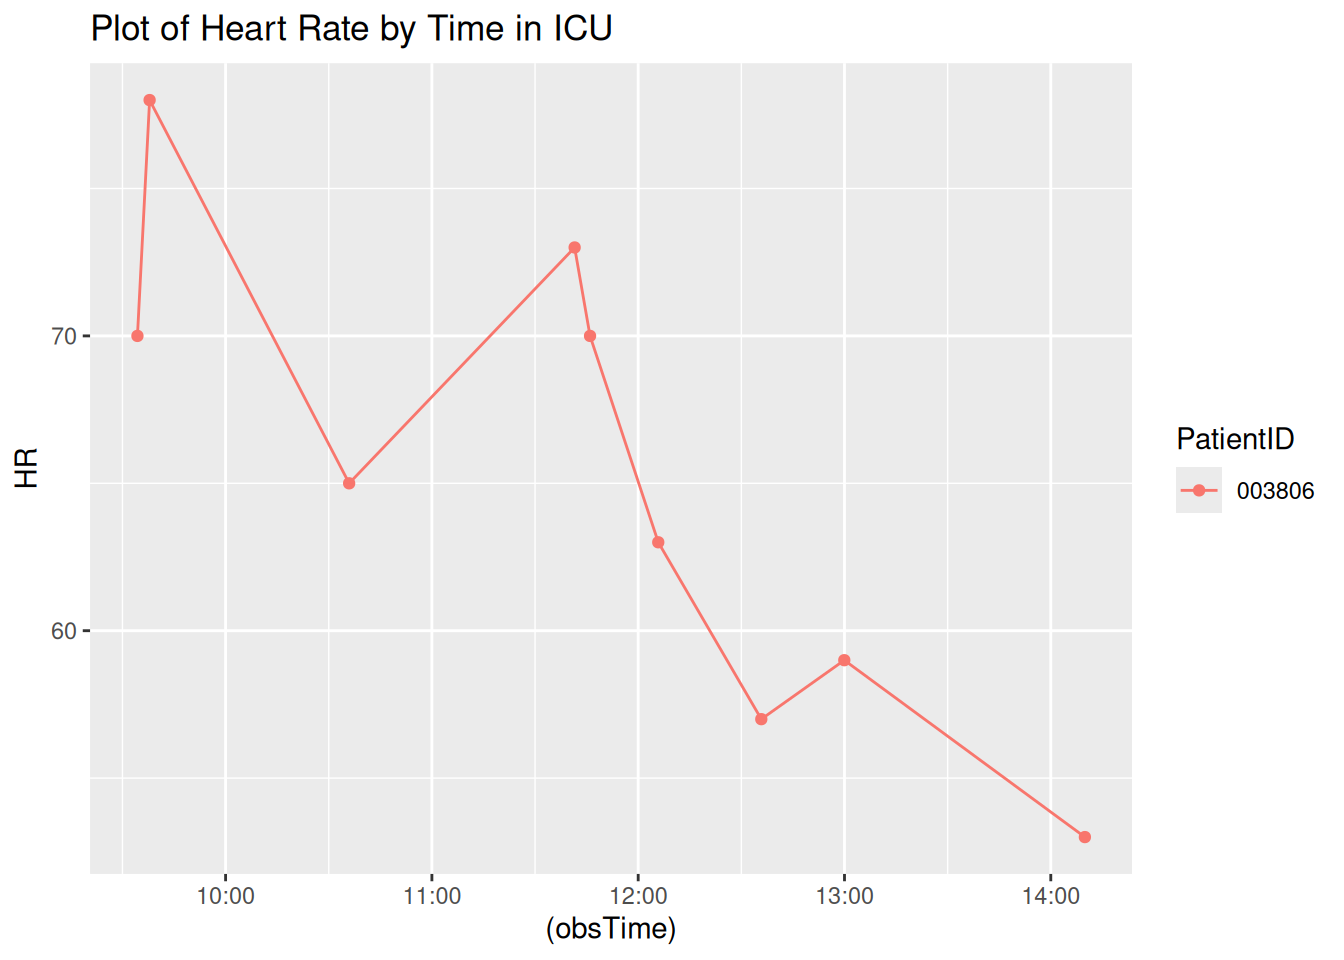 Plot of Heart Rate by Time in ICU
HR
70
60
10:00 11:00 12:00 13:00 14:00
(obsTime)
PatientID
003806